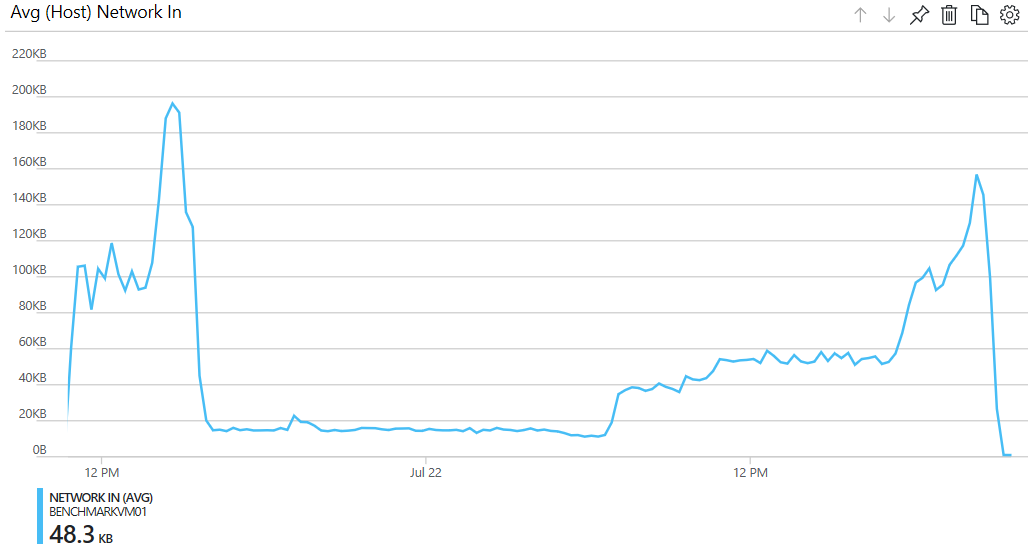 Avg (Host) Network In
220KB
200KB
180KB
160KB
140KB
120KB
100KB
80KB
60KB
40KB
20KB
0B
12 PM Jul 22 12 PM
NETWORK IN (AVG)
BENCHMARKVM01
48.3 KB